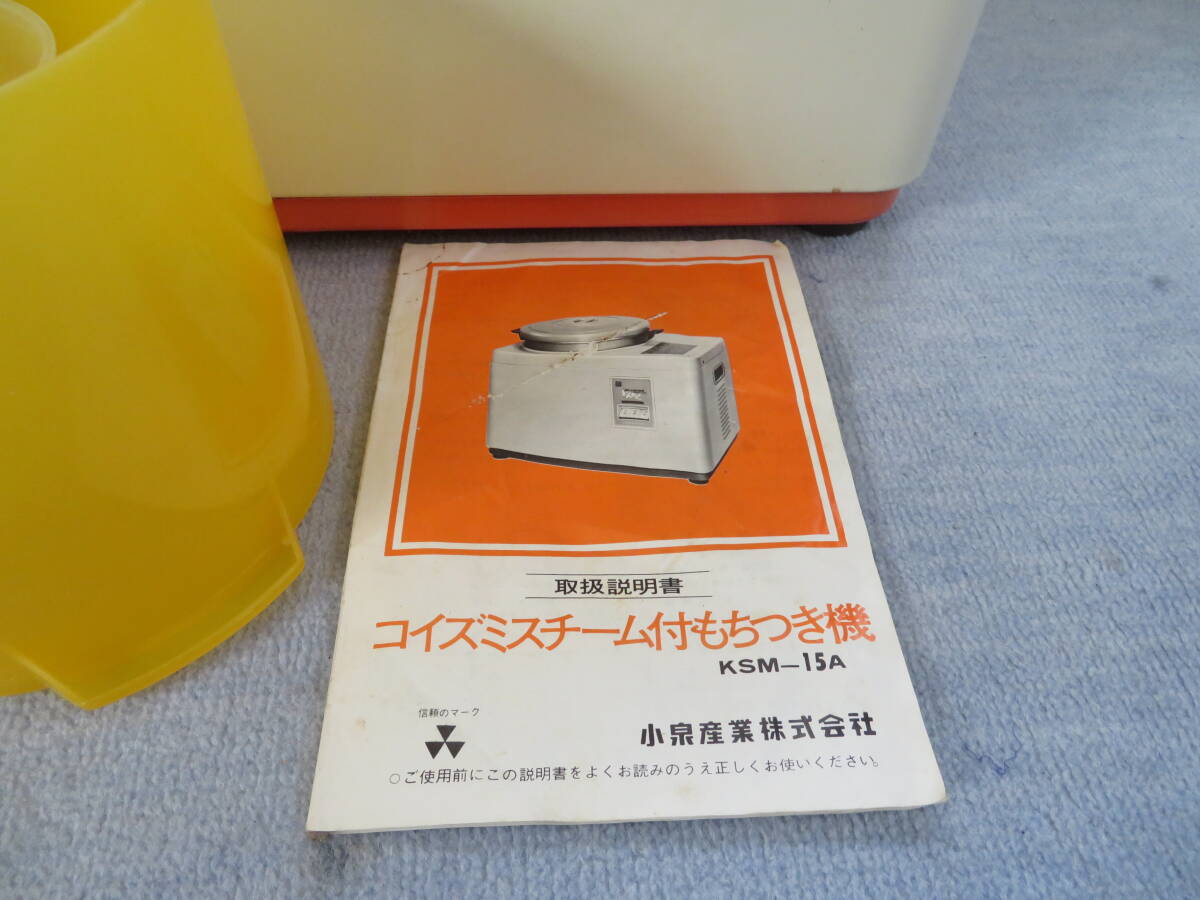 取扱説明書
コイズミスチーム付もちつき機
KSM—15A
信頼のマーク
小泉産業株式会社
○ご使用前にこの説明書をよくお読みのうえ正しくお使いください。